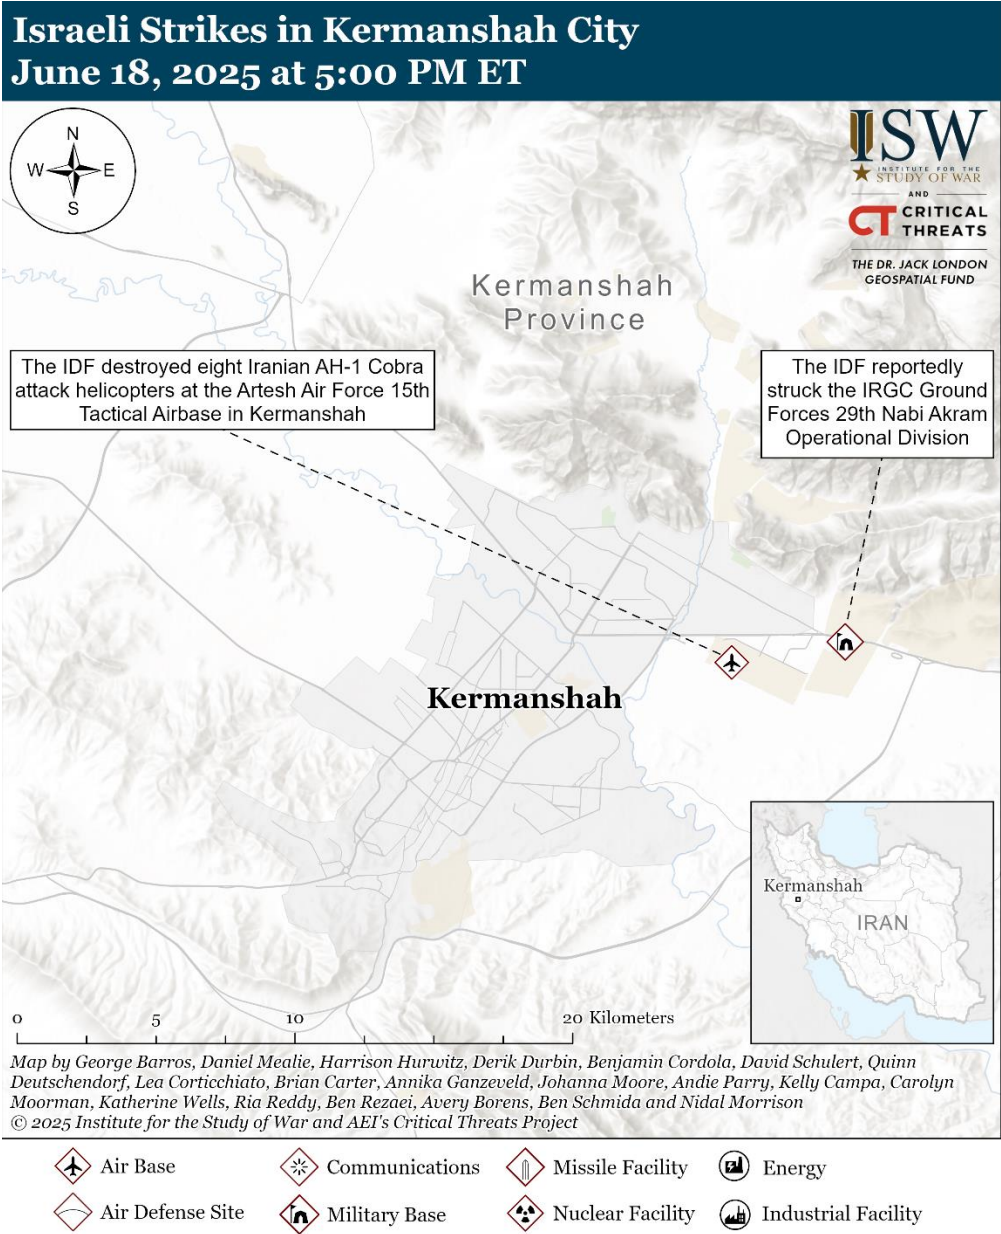 Israeli Strikes in Kermanshah City
June 18, 2025 at 5:00 PM ET
N
W
E
S
ISW
INSTITUTE FOR THE
STUDY OF WAR
AND
CT CRITICAL
THREATS
THE DR. JACK LONDON
GEOSPATIAL FUND
Kermanshah
Province
The IDF destroyed eight Iranian AH-1 Cobra
attack helicopters at the Artesh Air Force 15th
Tactical Airbase in Kermanshah
The IDF reportedly
struck the IRGC Ground
Forces 29th Nabi Akram
Operational Division
Kermanshah
Kermanshah
IRAN
0 5 10 20 Kilometers
Map by George Barros, Daniel Mealie, Harrison Hurwitz, Derik Durbin, Benjamin Cordola, David Schulert, Quinn
Deutschendorf, Lea Corticchiato, Brian Carter, Annika Ganzeveld, Johanna Moore, Andie Parry, Kelly Campa, Carolyn
Moorman, Katherine Wells, Ria Reddy, Ben Rezaei, Avery Borens, Ben Schmida and Nidal Morrison
© 2025 Institute for the Study of War and AEI's Critical Threats Project
Air Base
Communications
Missile Facility
Energy
Air Defense Site
Military Base
Nuclear Facility
Industrial Facility